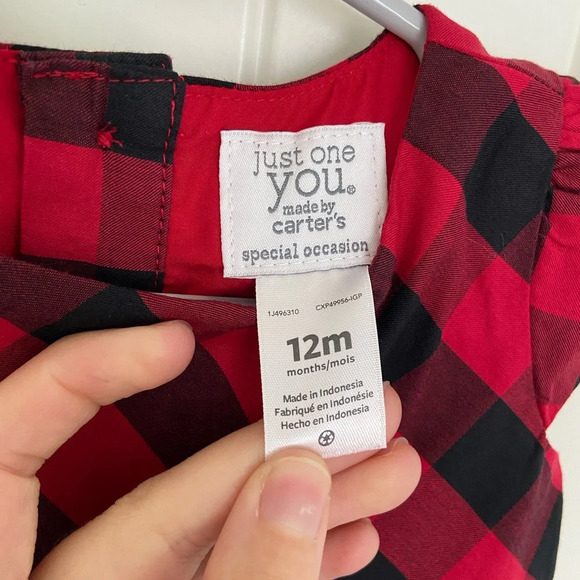 just one
you®
made by
carter's
special occasion
1J496310 CXP49956-IGP
12m
months/mois
Made in Indonesia
Fabriqué en Indonésie
Hecho en Indonesia